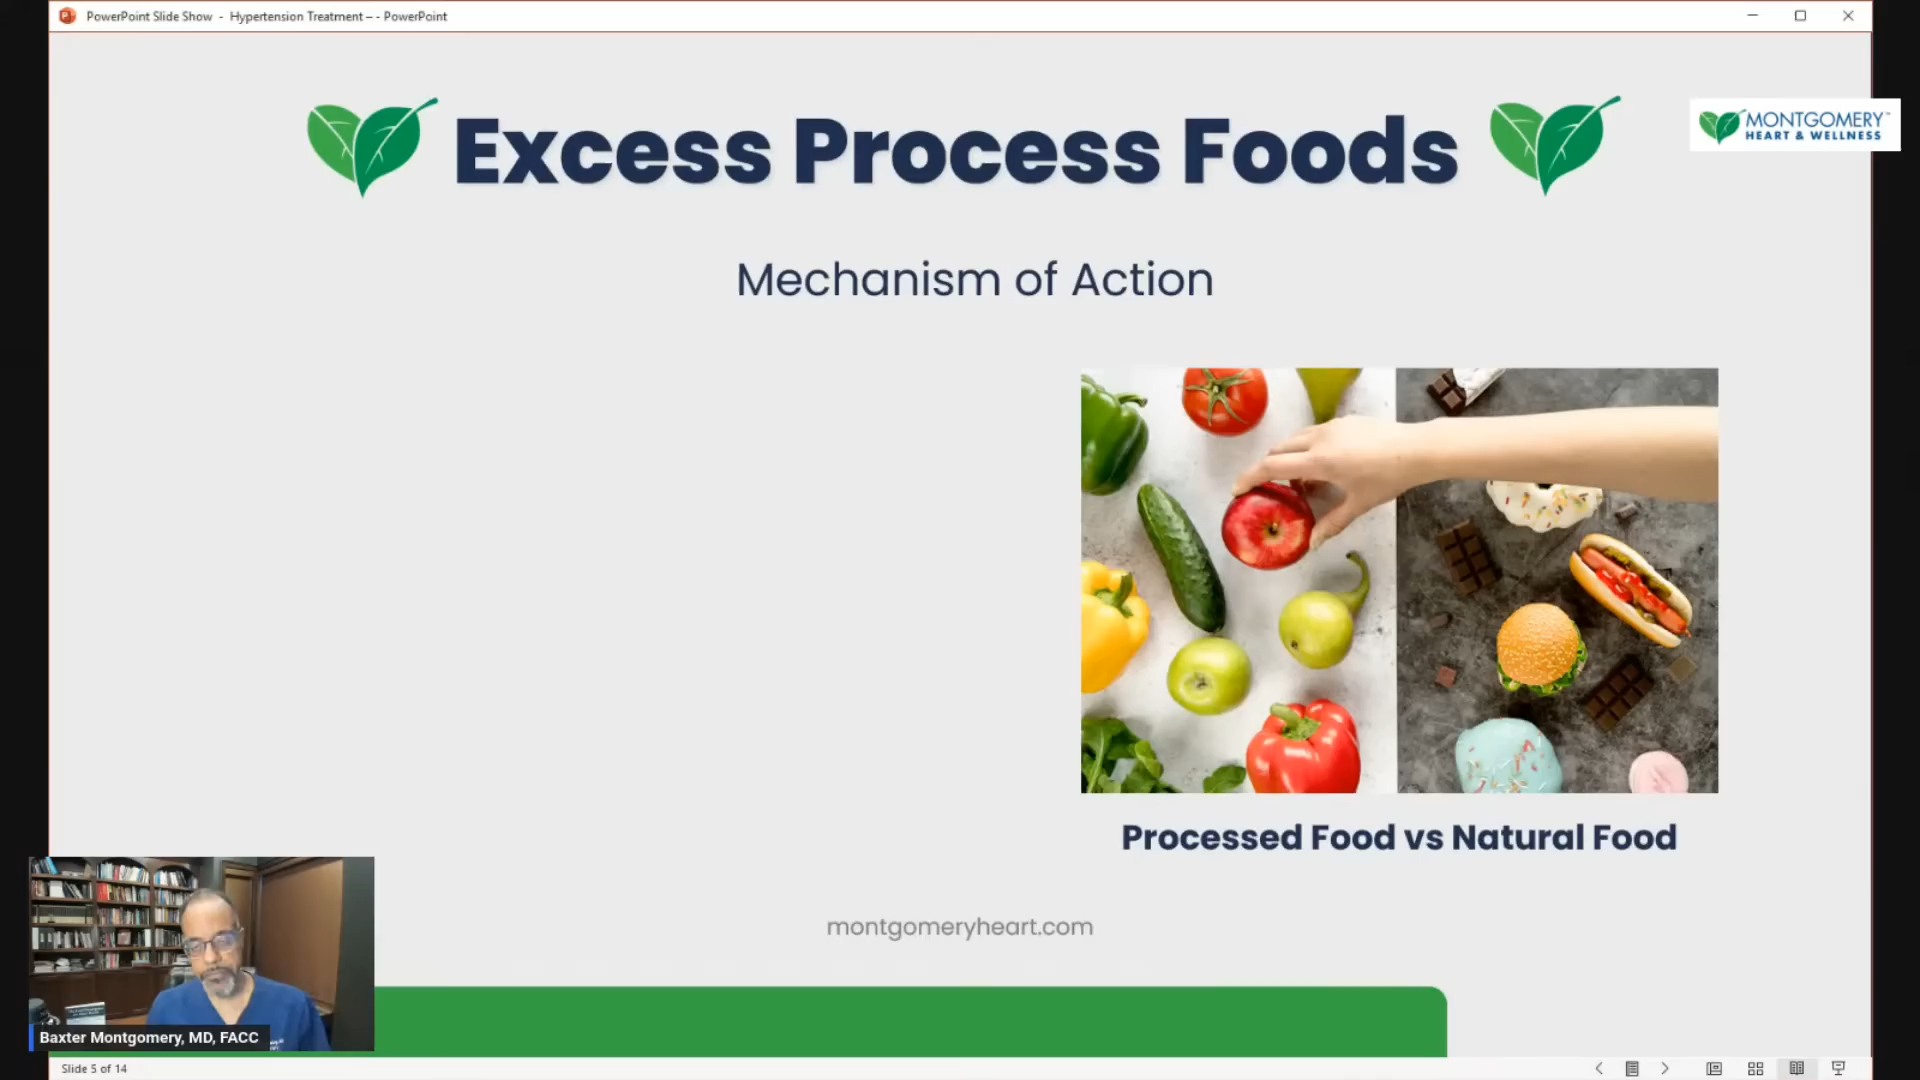 PowerPoint Slide Show - Hypertension Treatment – - PowerPoint
Excess Process Foods
MONTGOMERY™
HEART & WELLNESS
Mechanism of Action
Processed Food vs Natural Food
montgomeryheart.com
Baxter Montgomery, MD, FACC
Slide 5 of 14